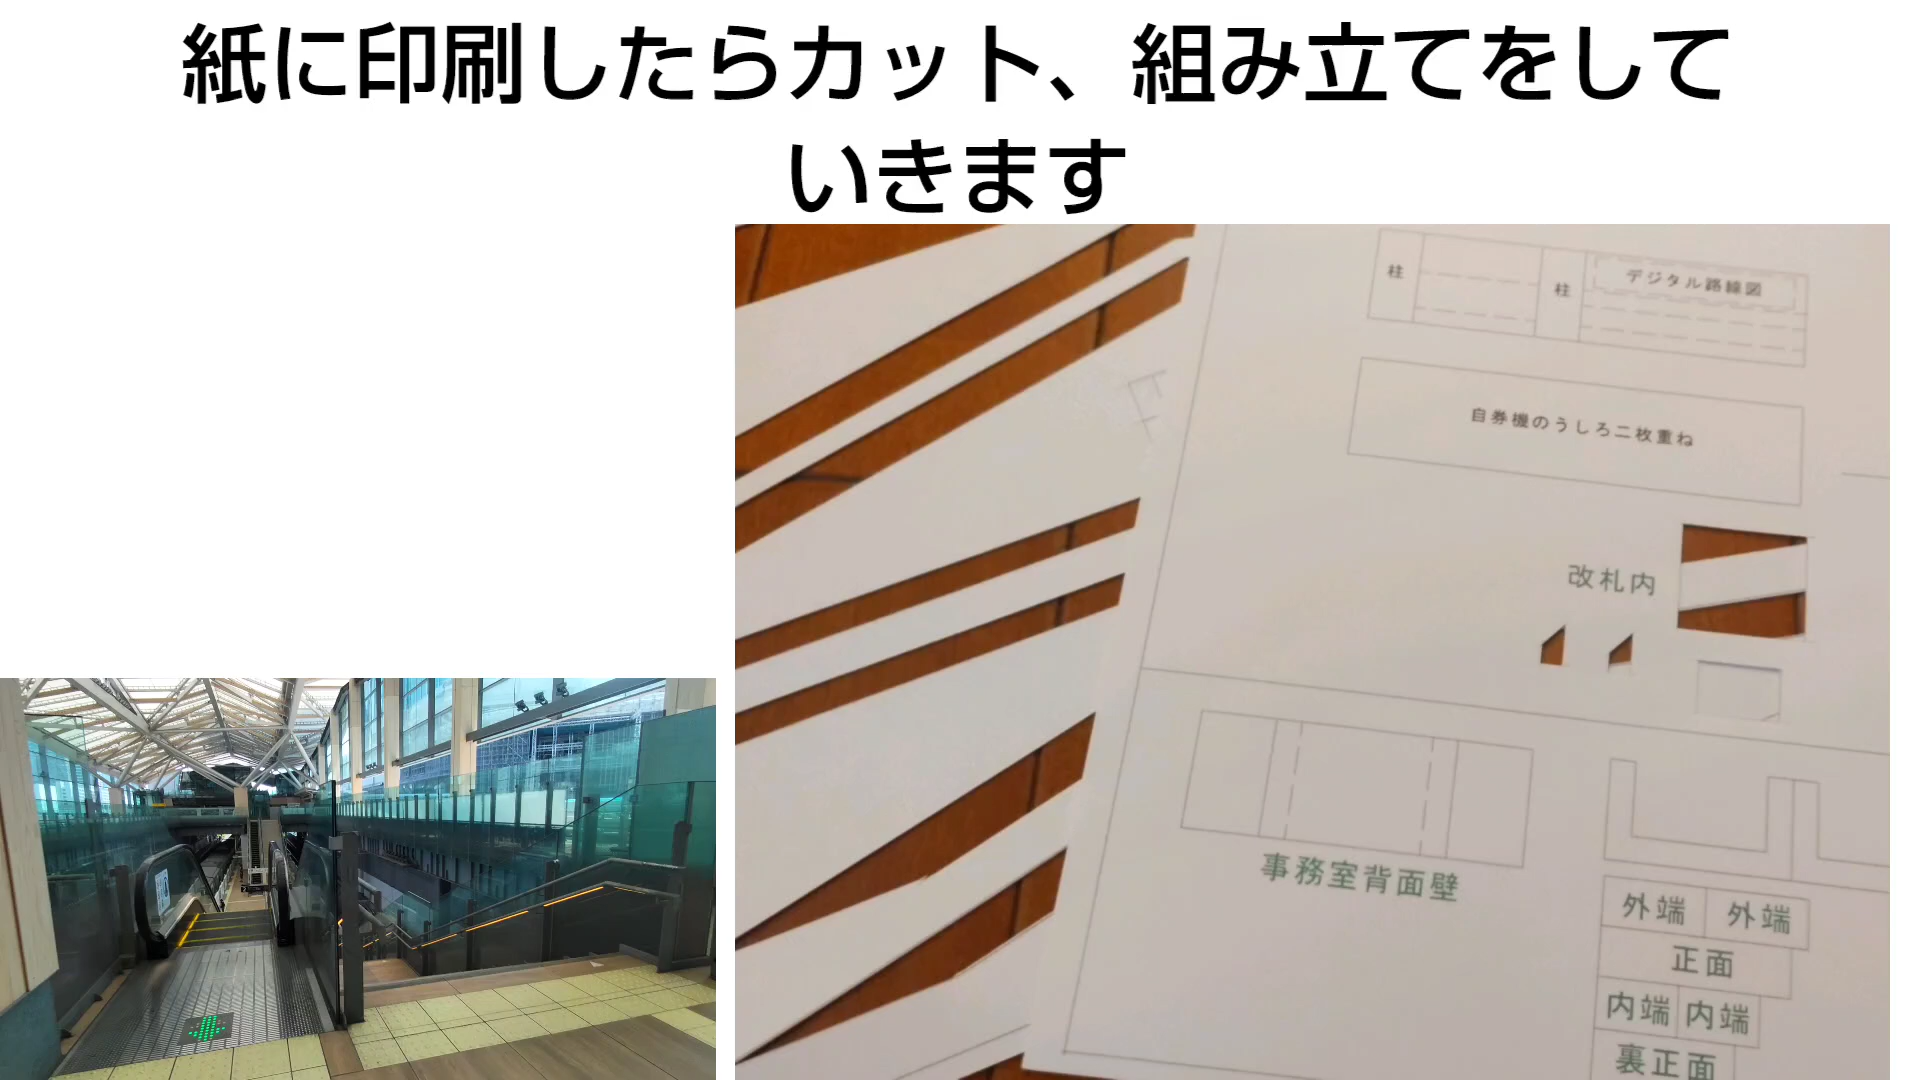 紙に印刷したらカット、組み立てをして
いきます
柱
柱
デジタル路線図
自券機のうしろ二枚重ね
改札内
事務室背面壁
外端 外端
正面
内端 内端
裏正面